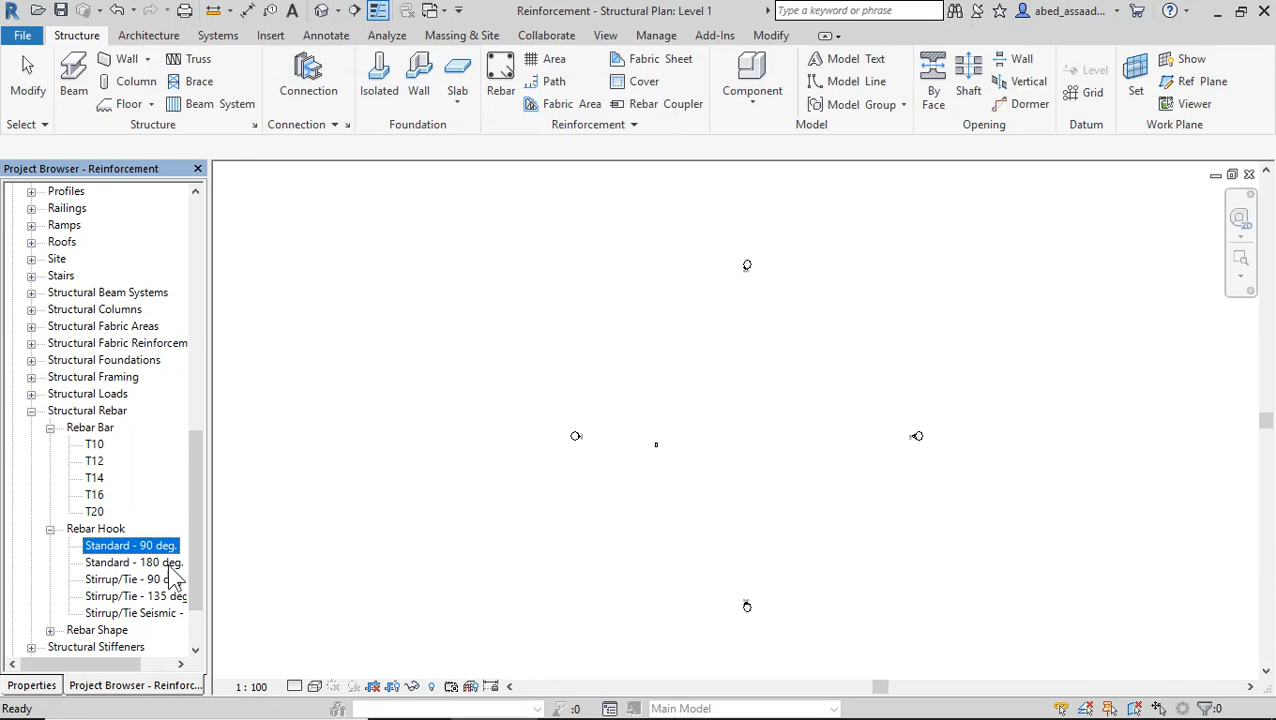 Reinforcement - Structural Plan: Level 1
Type a keyword or phrase
abed_assaad...
File
Structure
Architecture
Systems
Insert
Annotate
Analyze
Massing & Site
Collaborate
View
Manage
Add-Ins
Modify
Modify
Select
Beam
Wall
Column
Floor
Truss
Brace
Beam System
Structure
Connection
Connection
Isolated
Wall
Slab
Foundation
Rebar
Area
Path
Fabric Area
Fabric Sheet
Cover
Rebar Coupler
Reinforcement
Component
Model Text
Model Line
Model Group
Model
By
Face
Shaft
Wall
Vertical
Dormer
Opening
Level
Grid
Datum
Set
Show
Ref Plane
Viewer
Work Plane
Project Browser - Reinforcement
Profiles
Railings
Ramps
Roofs
Site
Stairs
Structural Beam Systems
Structural Columns
Structural Fabric Areas
Structural Fabric Reinforcem
Structural Foundations
Structural Framing
Structural Loads
Structural Rebar
Rebar Bar
T10
T12
T14
T16
T20
Rebar Hook
Standard - 90 deg.
Standard - 180 deg.
Stirrup/Tie - 90 d
Stirrup/Tie - 135 deg
Stirrup/Tie Seismic -
Rebar Shape
Structural Stiffeners
Properties
Project Browser - Reinforc...
2D
1 : 100
Ready
:0
Main Model
:0